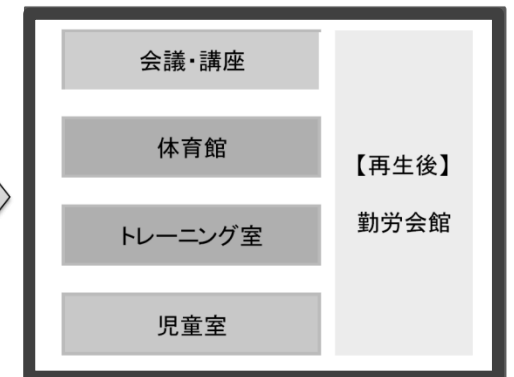 会議・講座
体育館
トレーニング室
児童室
【再生後】
勤労会館